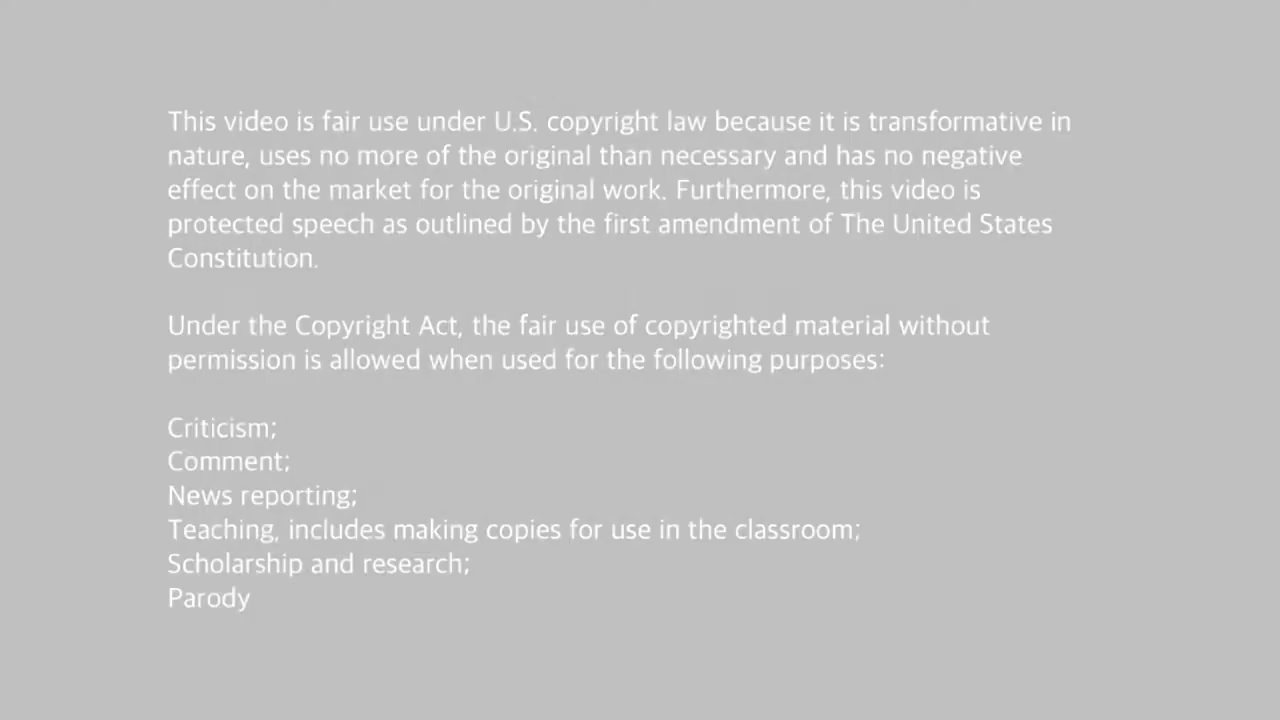 This video is fair use under U.S. copyright law because it is transformative in
nature, uses no more of the original than necessary and has no negative
effect on the market for the original work. Furthermore, this video is
protected speech as outlined by the first amendment of The United States
Constitution.
Under the Copyright Act, the fair use of copyrighted material without
permission is allowed when used for the following purposes:
Criticism;
Comment;
News reporting;
Teaching, includes making copies for use in the classroom;
Scholarship and research;
Parody